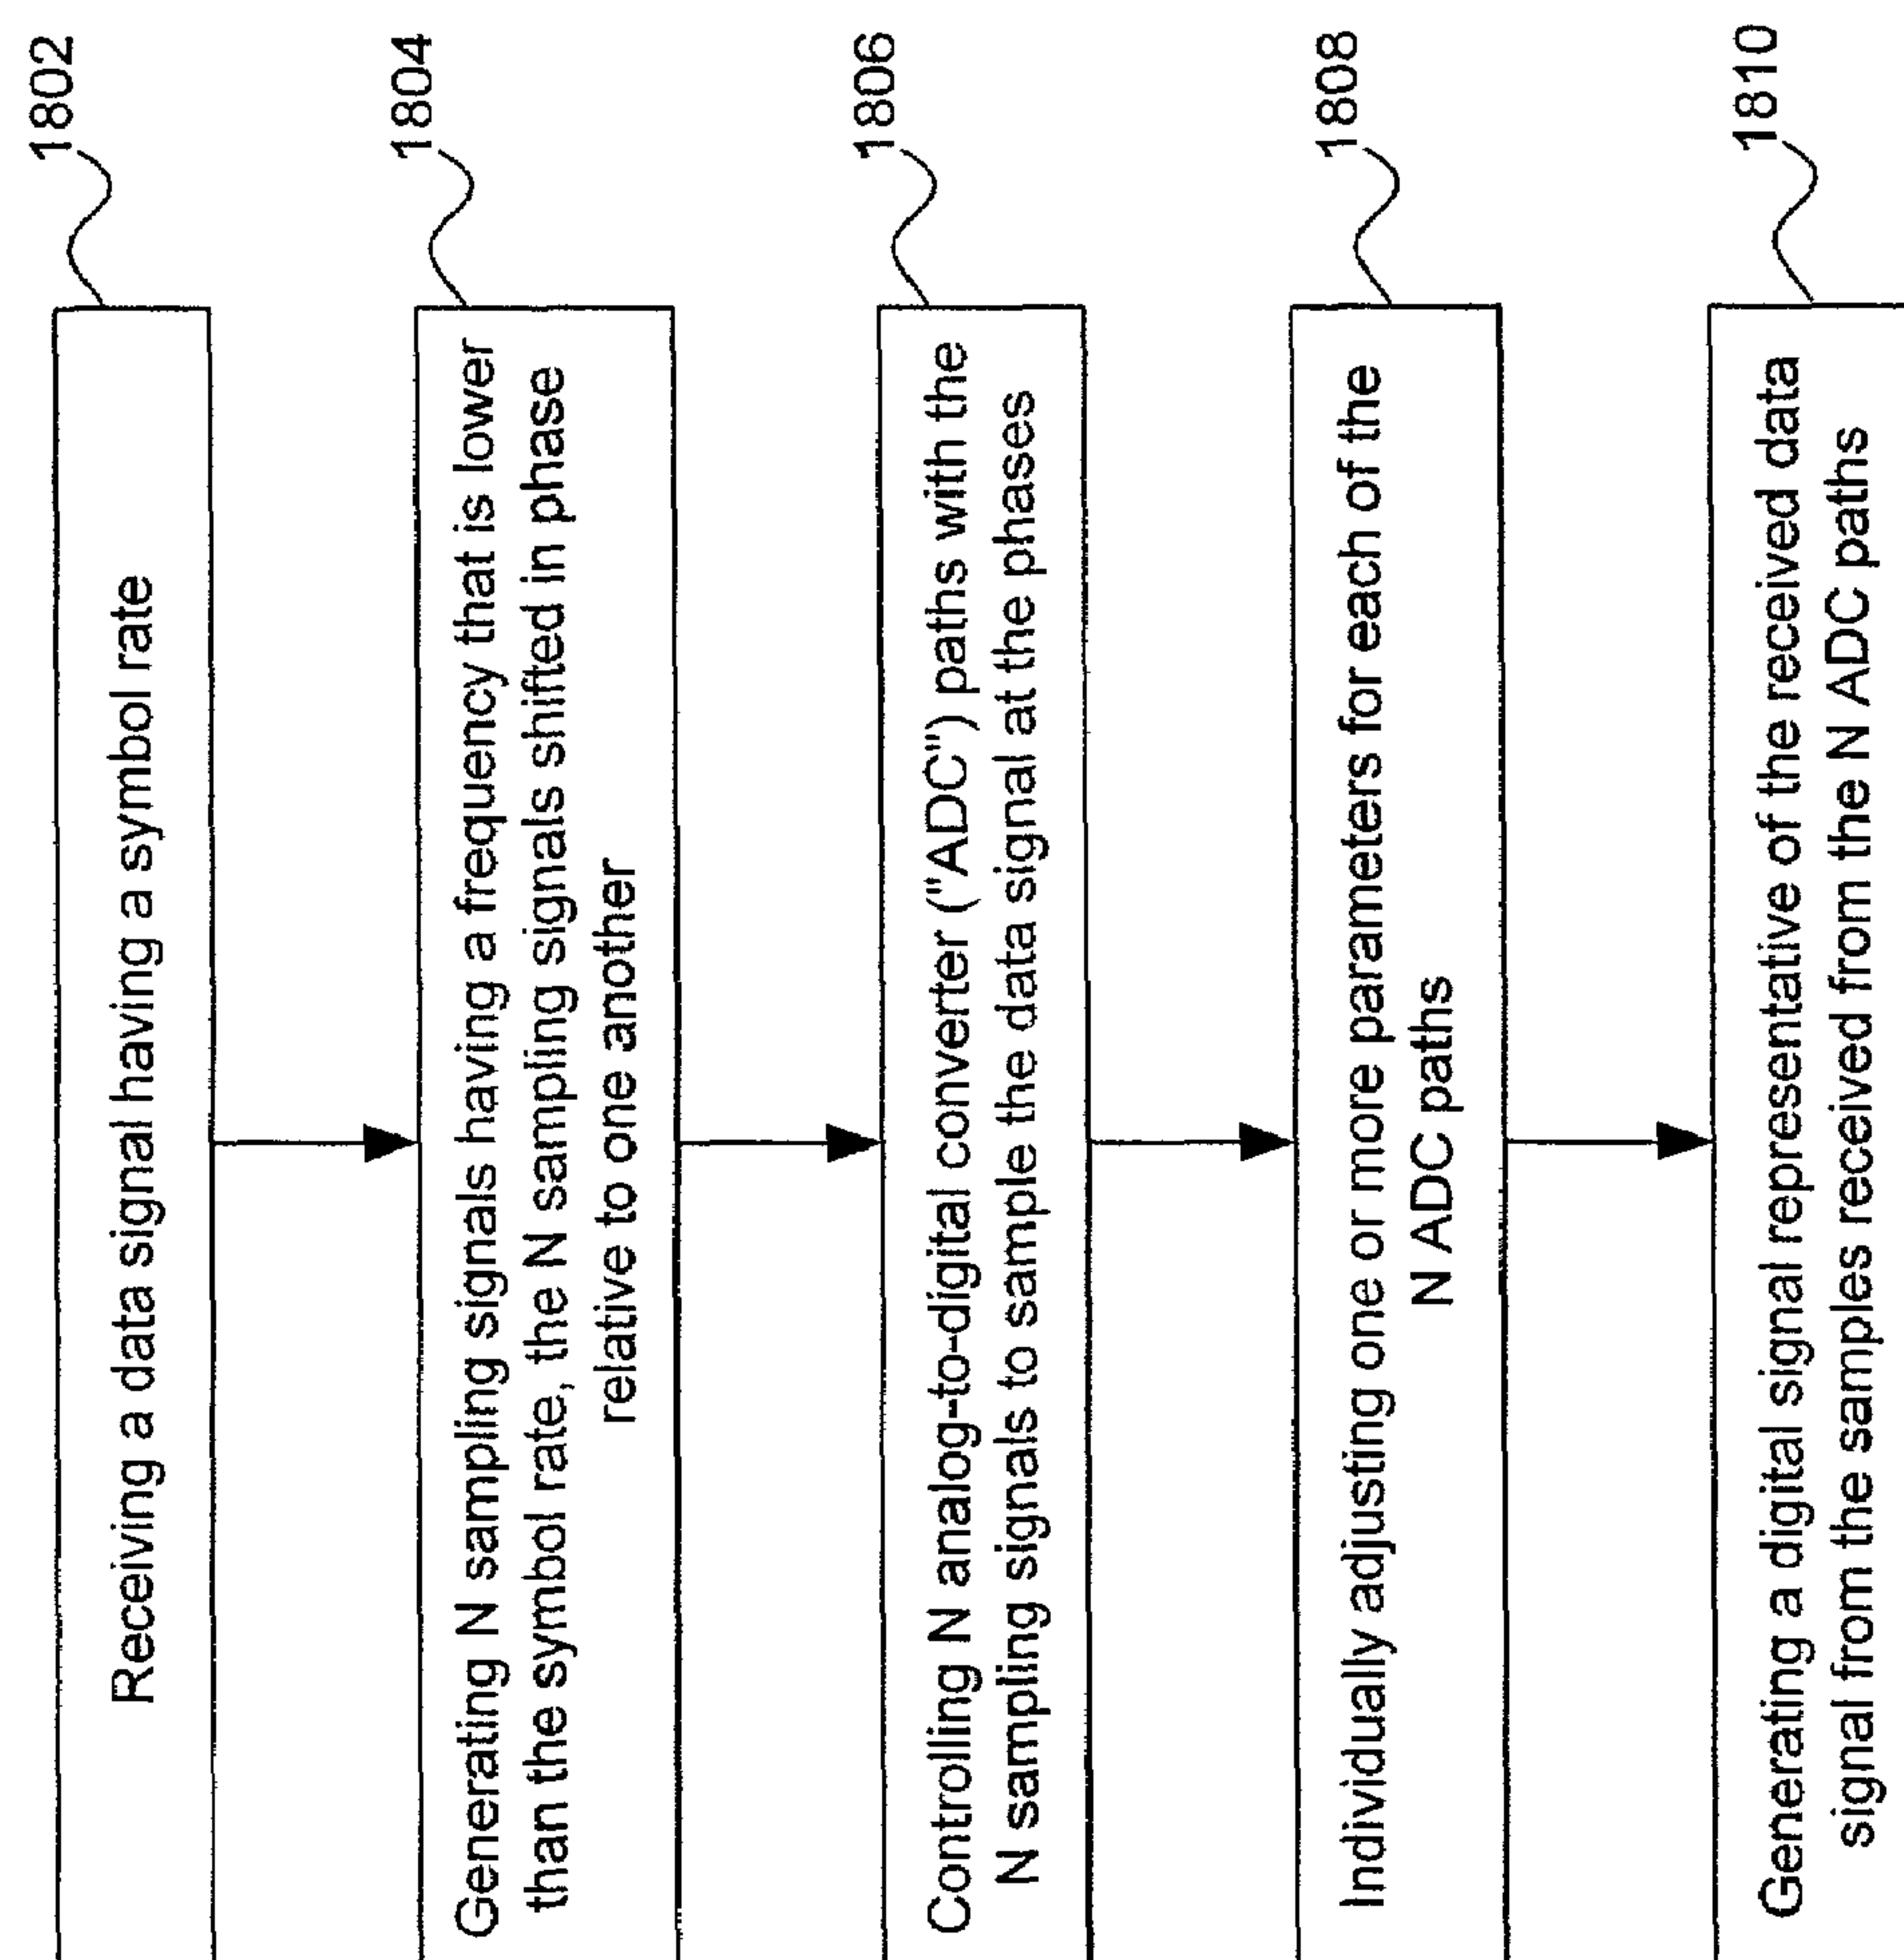 1802
Receiving a data signal having a symbol rate
1804
Generating N sampling signals having a frequency that is lower
than the symbol rate, the N sampling signals shifted in phase
relative to one another
1806
Controlling N analog-to-digital converter ("ADC") paths with the
N sampling signals to sample the data signal at the phases
1808
Individually adjusting one or more parameters for each of the
N ADC paths
1810
Generating a digital signal representative of the received data
signal from the samples received from the N ADC paths